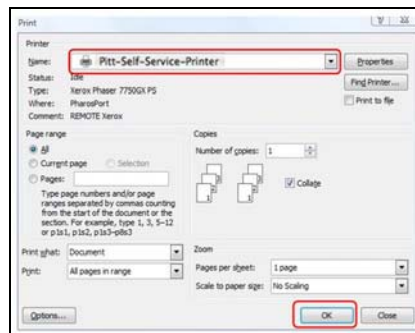 Print
Printer
Name: Pitt-Self-Service-Printer
Properties
Status: Idle
Find Printer...
Type: Xerox Phaser 7750GX PS
Where: PharosPort
Print to file
Comment: REMOTE Xerox
Page range
Copies
All
Number of copies: 1
Current page Selection
Pages:
Collate
Type page numbers and/or page
ranges separated by commas counting
from the start of the document or the
section. For example, type 1, 3, 5-12
or p1s1, p1s2, p1s3-p8s3
Print what: Document
Zoom
Print: All pages in range
Pages per sheet: 1 page
Scale to paper size: No Scaling
Options...
OK
Close